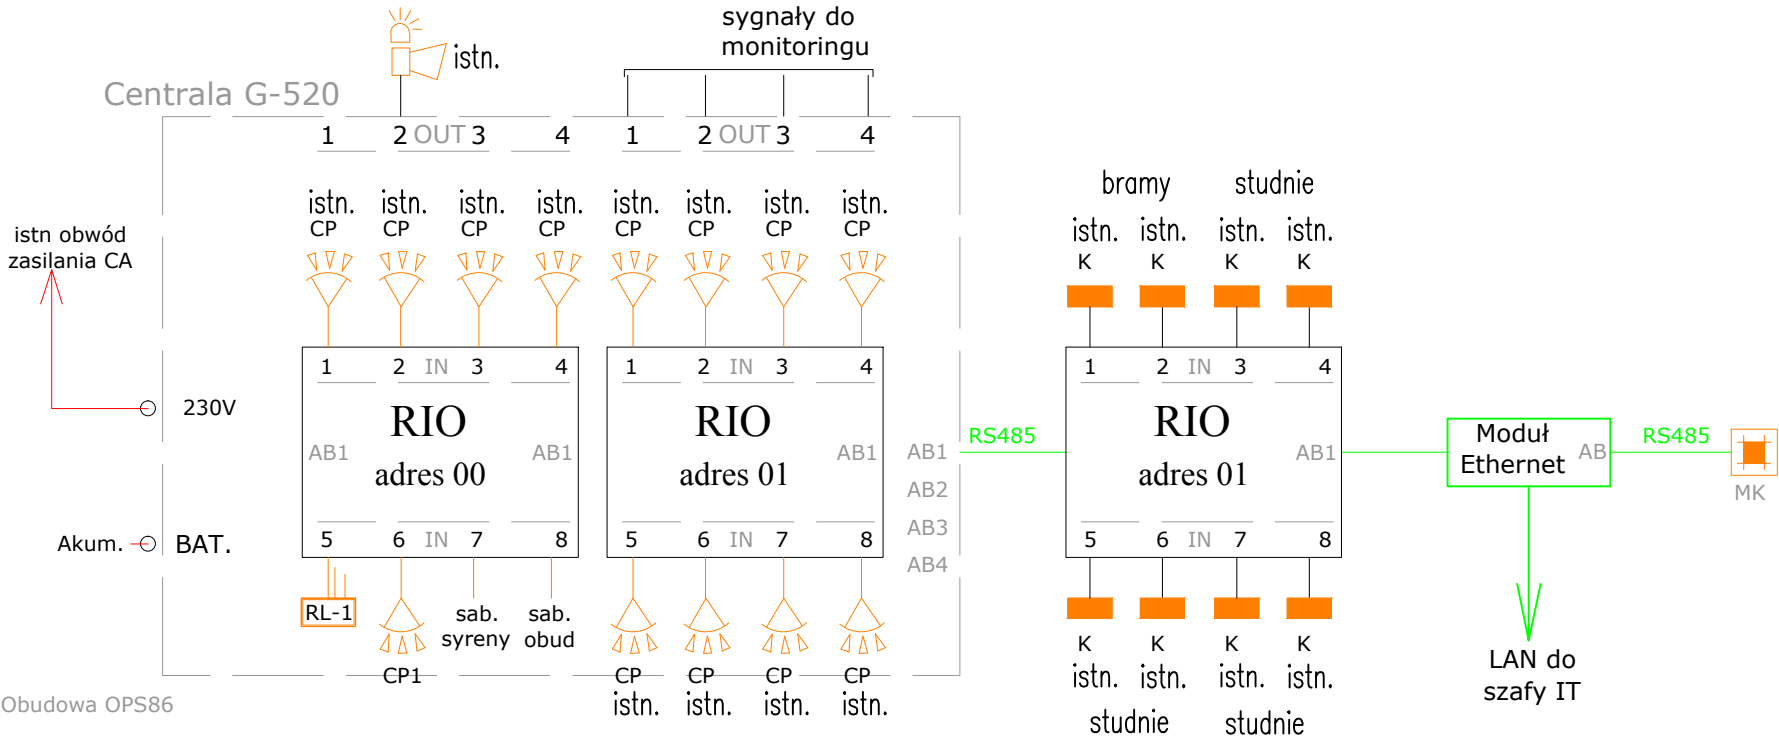 sygnały do
monitoringu
istn.
Centrala G-520
1 2 OUT 3 4 1 2 OUT 3 4
bramy studnie
istn. istn. istn. istn. istn. istn. istn. istn.
CP CP CP CP CP CP CP CP
istn. istn. istn. istn.
K K K K
istn obwód
zasilania CA
1 2 IN 3 4 1 2 IN 3 4 1 2 IN 3 4
230V
RIO RIO RIO
AB1 AB1 AB1 AB1 AB1
adres 00 adres 01 adres 01
RS485
Moduł
Ethernet AB
RS485
MK
AB2
AB3
AB4
Akum. BAT.
5 6 IN 7 8 5 6 IN 7 8 5 6 IN 7 8
RL-1
sab.
syreny
sab.
obud
CP1
CP CP CP CP
istn. istn. istn. istn.
K K K K
istn. istn. istn. istn.
studnie studnie
LAN do
szafy IT
Obudowa OPS86